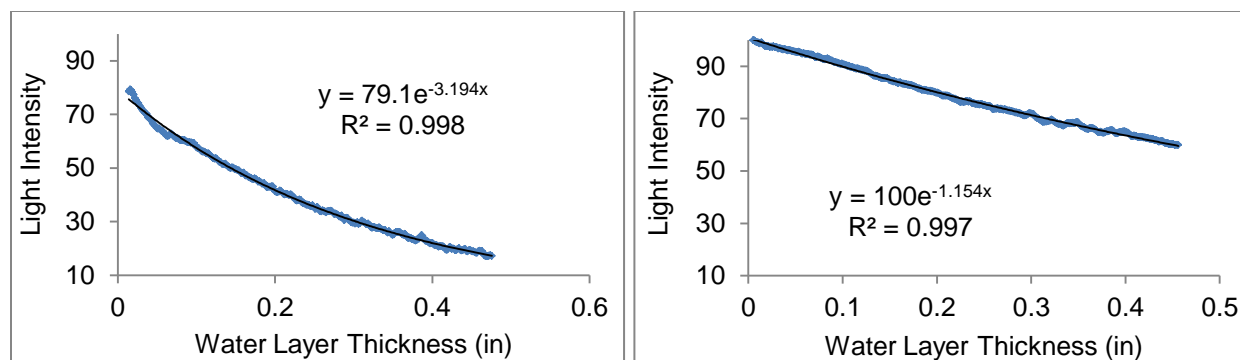 90
70
50
30
10
0
0.2
0.4
0.6
Light Intensity
Water Layer Thickness (in)
y = 79.1e-3.194x
R² = 0.998
90
70
50
30
10
0
0.1
0.2
0.3
0.4
0.5
Light Intensity
Water Layer Thickness (in)
y = 100e-1.154x
R² = 0.997